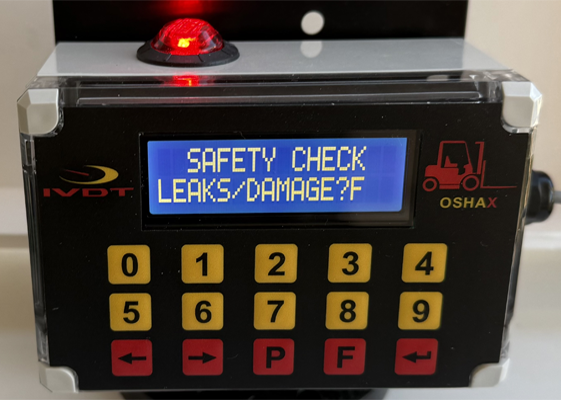 SAFETY CHECK
LEAKS/DAMAGE?F
IVDT
OSHAX
0 1 2 3 4
5 6 7 8 9
← → P F ↵